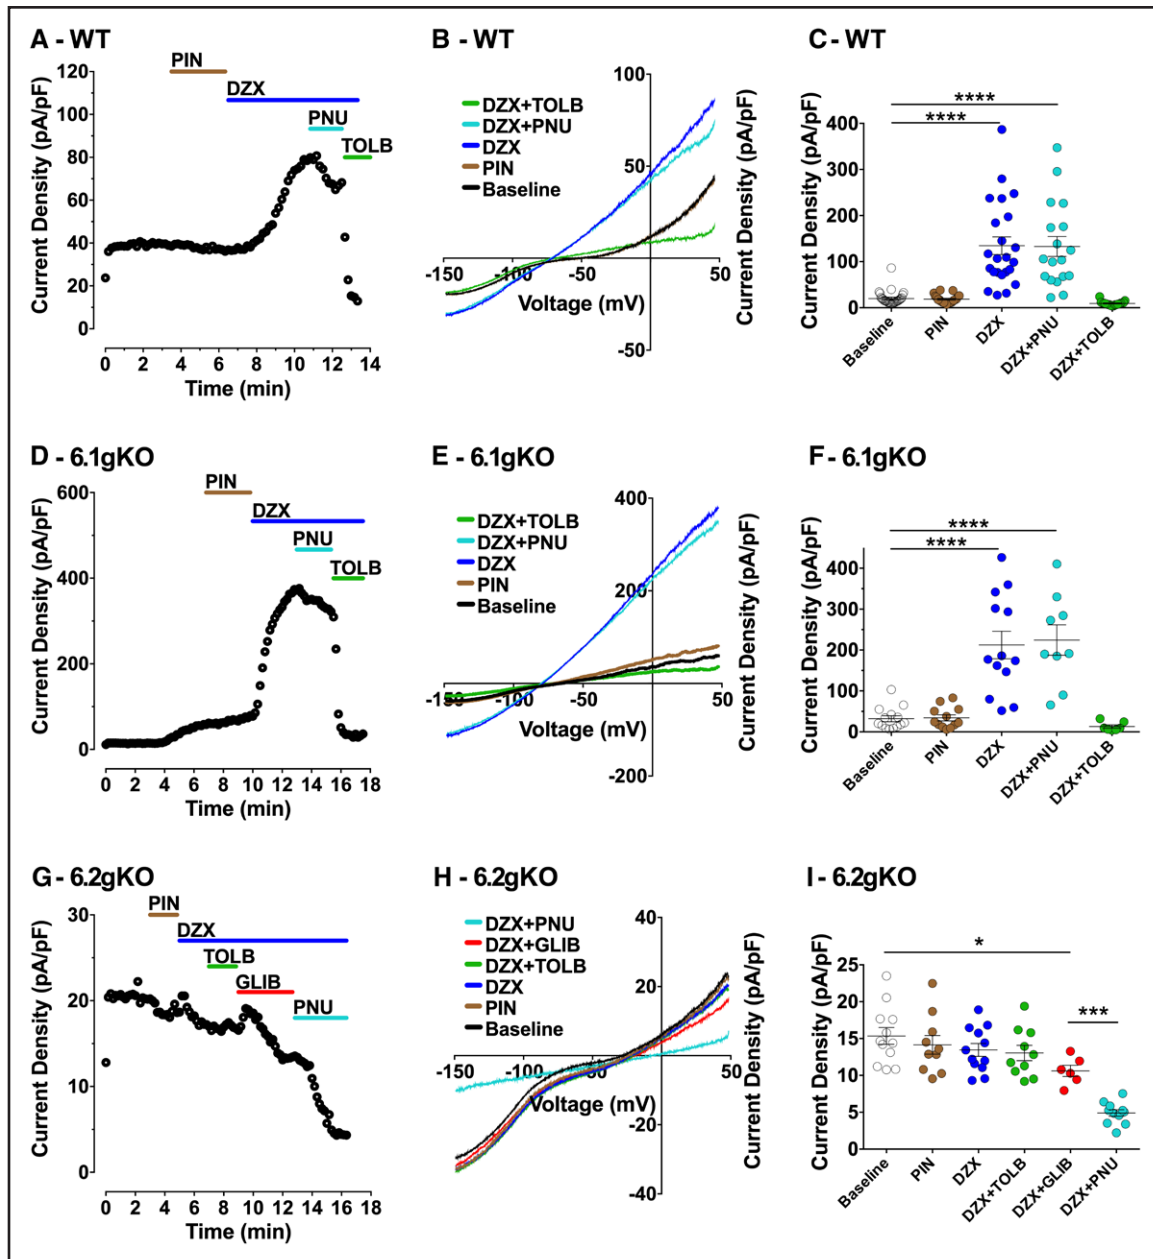 A - WT
PIN
DZX
PNU
TOLB
Current Density (pA/pF)
120
100
80
60
40
20
0
0 2 4 6 8 10 12 14
Time (min)
B - WT
DZX+TOLB
DZX+PNU
DZX
PIN
Baseline
100
50
-50
-150 -100 -50 0 50
Voltage (mV)
Current Density (pA/pF)
C - WT
****
****
Current Density (pA/pF)
400
300
200
100
0
Baseline
PIN
DZX
DZX+PNU
DZX+TOLB
D - 6.1gKO
PIN
DZX
PNU
TOLB
Current Density (pA/pF)
600
400
200
0
0 2 4 6 8 10 12 14 16 18
Time (min)
E - 6.1gKO
DZX+TOLB
DZX+PNU
DZX
PIN
Baseline
400
200
-200
-150 -100 -50 0 50
Voltage (mV)
Current Density (pA/pF)
F - 6.1gKO
****
****
Current Density (pA/pF)
400
300
200
100
0
Baseline
PIN
DZX
DZX+PNU
DZX+TOLB
G - 6.2gKO
PIN
DZX
TOLB
GLIB
PNU
Current Density (pA/pF)
30
20
10
0
0 2 4 6 8 10 12 14 16 18
Time (min)
H - 6.2gKO
DZX+PNU
DZX+GLIB
DZX+TOLB
DZX
PIN
Baseline
40
20
-20
-40
-150 -100 -50 0 50
Voltage (mV)
Current Density (pA/pF)
I - 6.2gKO
*
***
Current Density (pA/pF)
25
20
15
10
5
0
Baseline
PIN
DZX
DZX+TOLB
DZX+GLIB
DZX+PNU